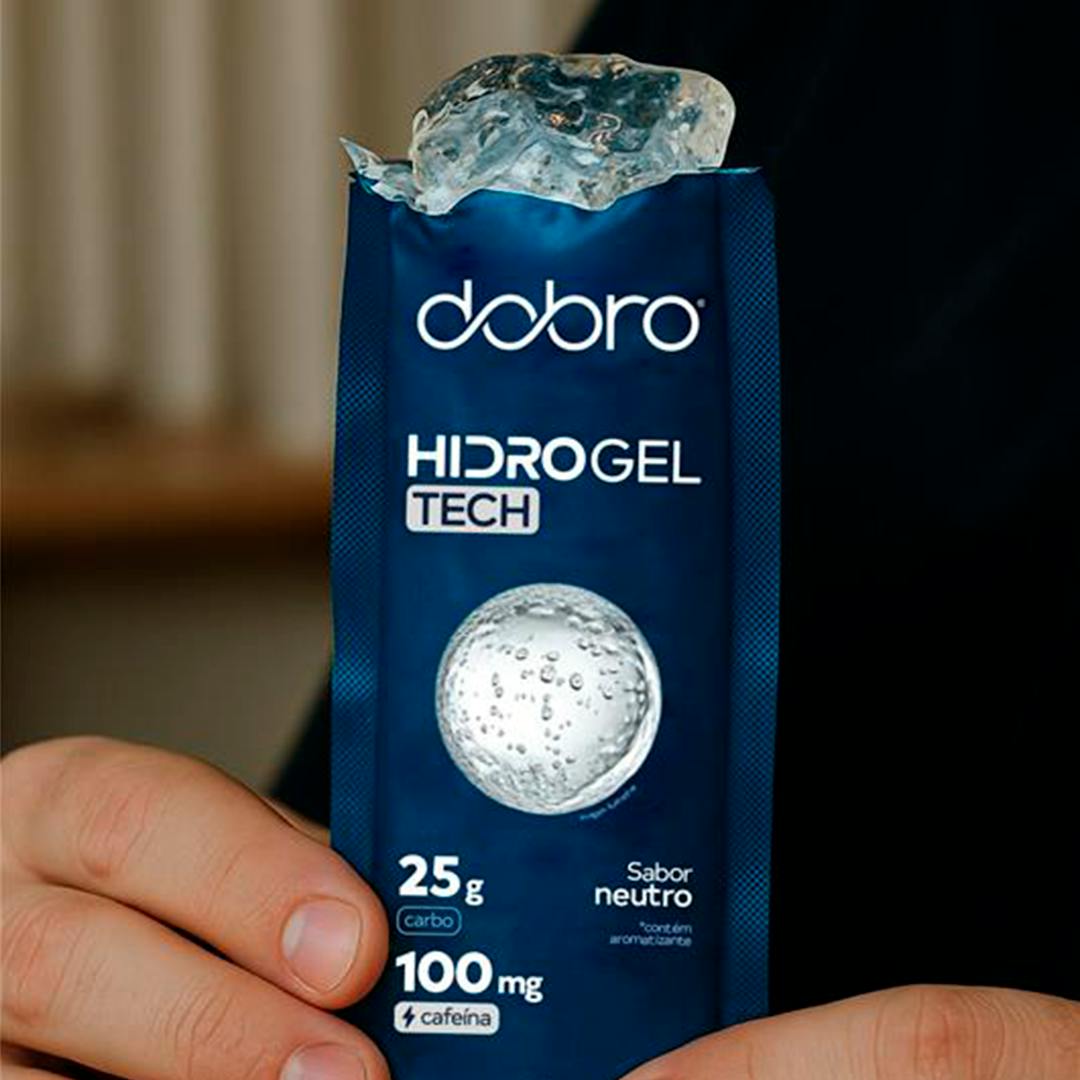 dobro®
HIDROGEL
TECH
25g
carbo
Sabor
neutro
*contém
aromatizante
100mg
cafeína